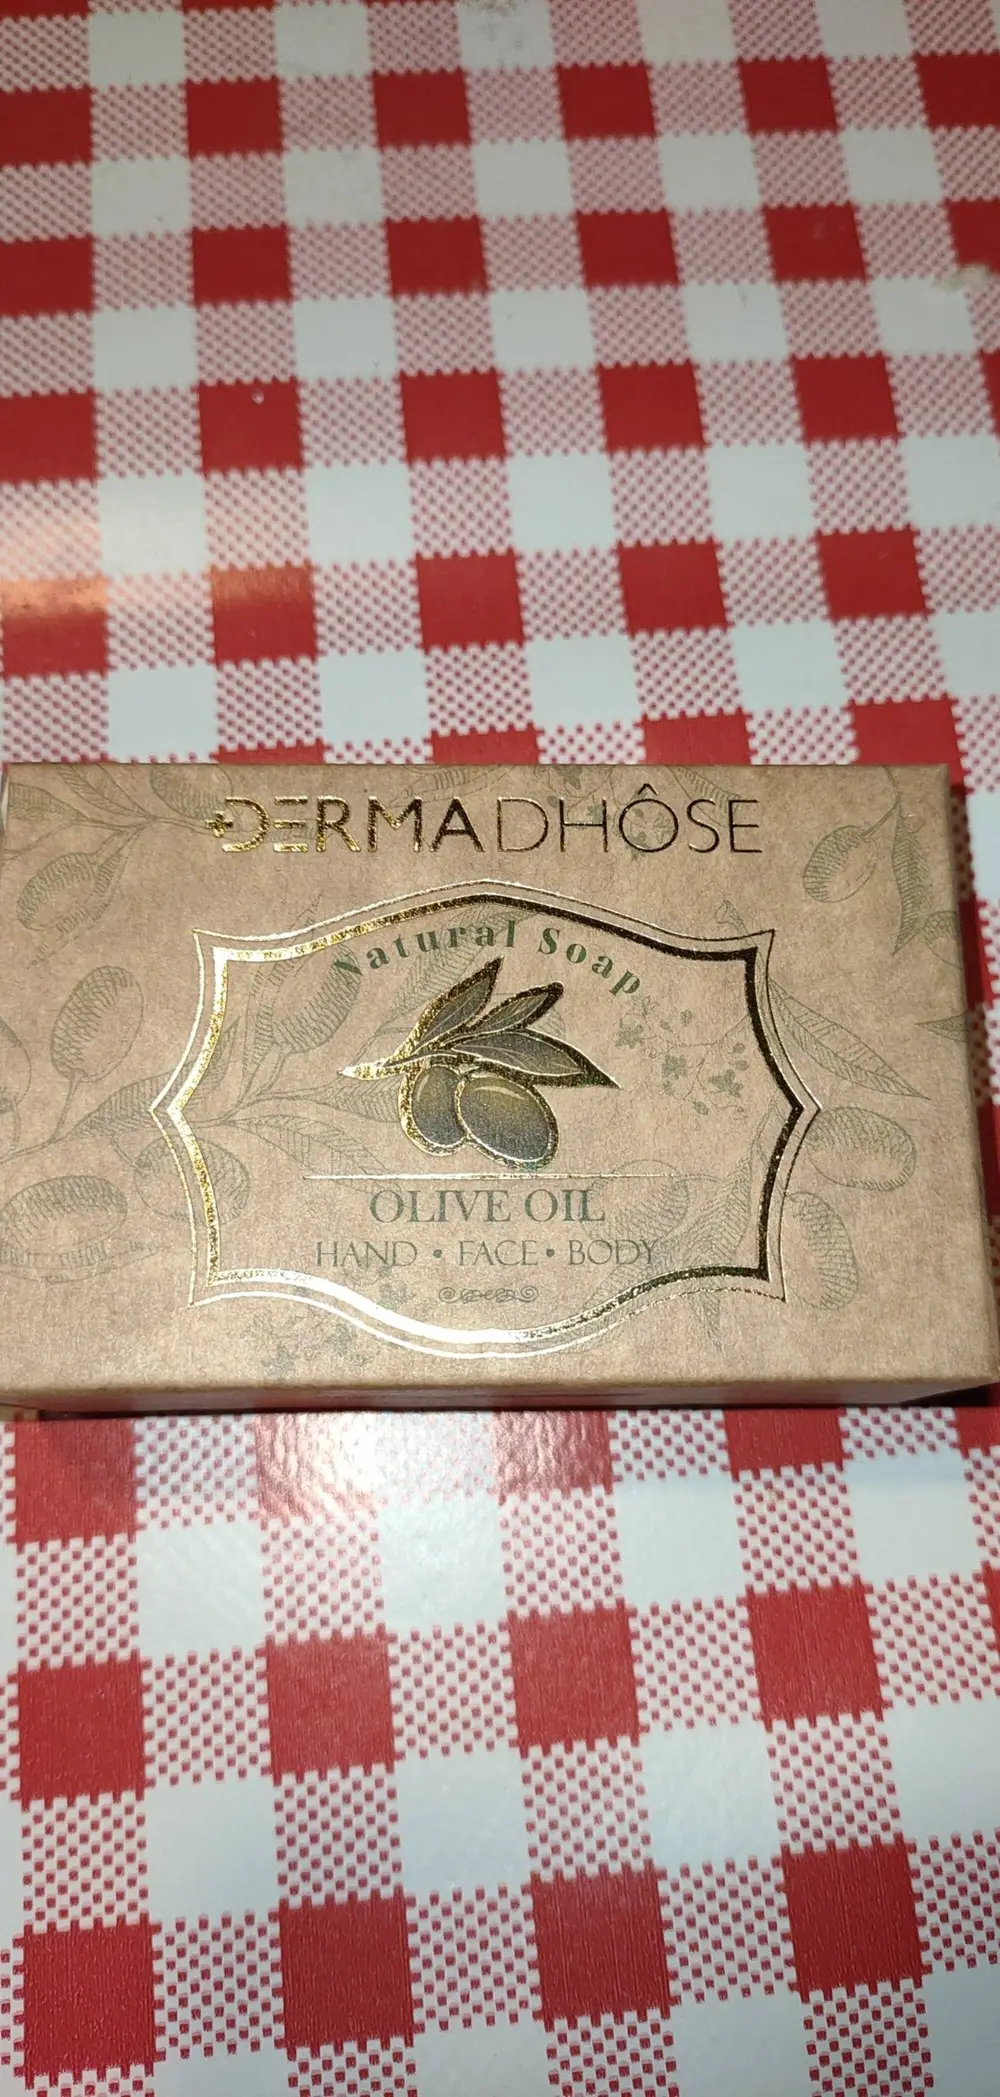 DERMADHÔSE
Natural Soap
OLIVE OIL
HAND • FACE • BODY